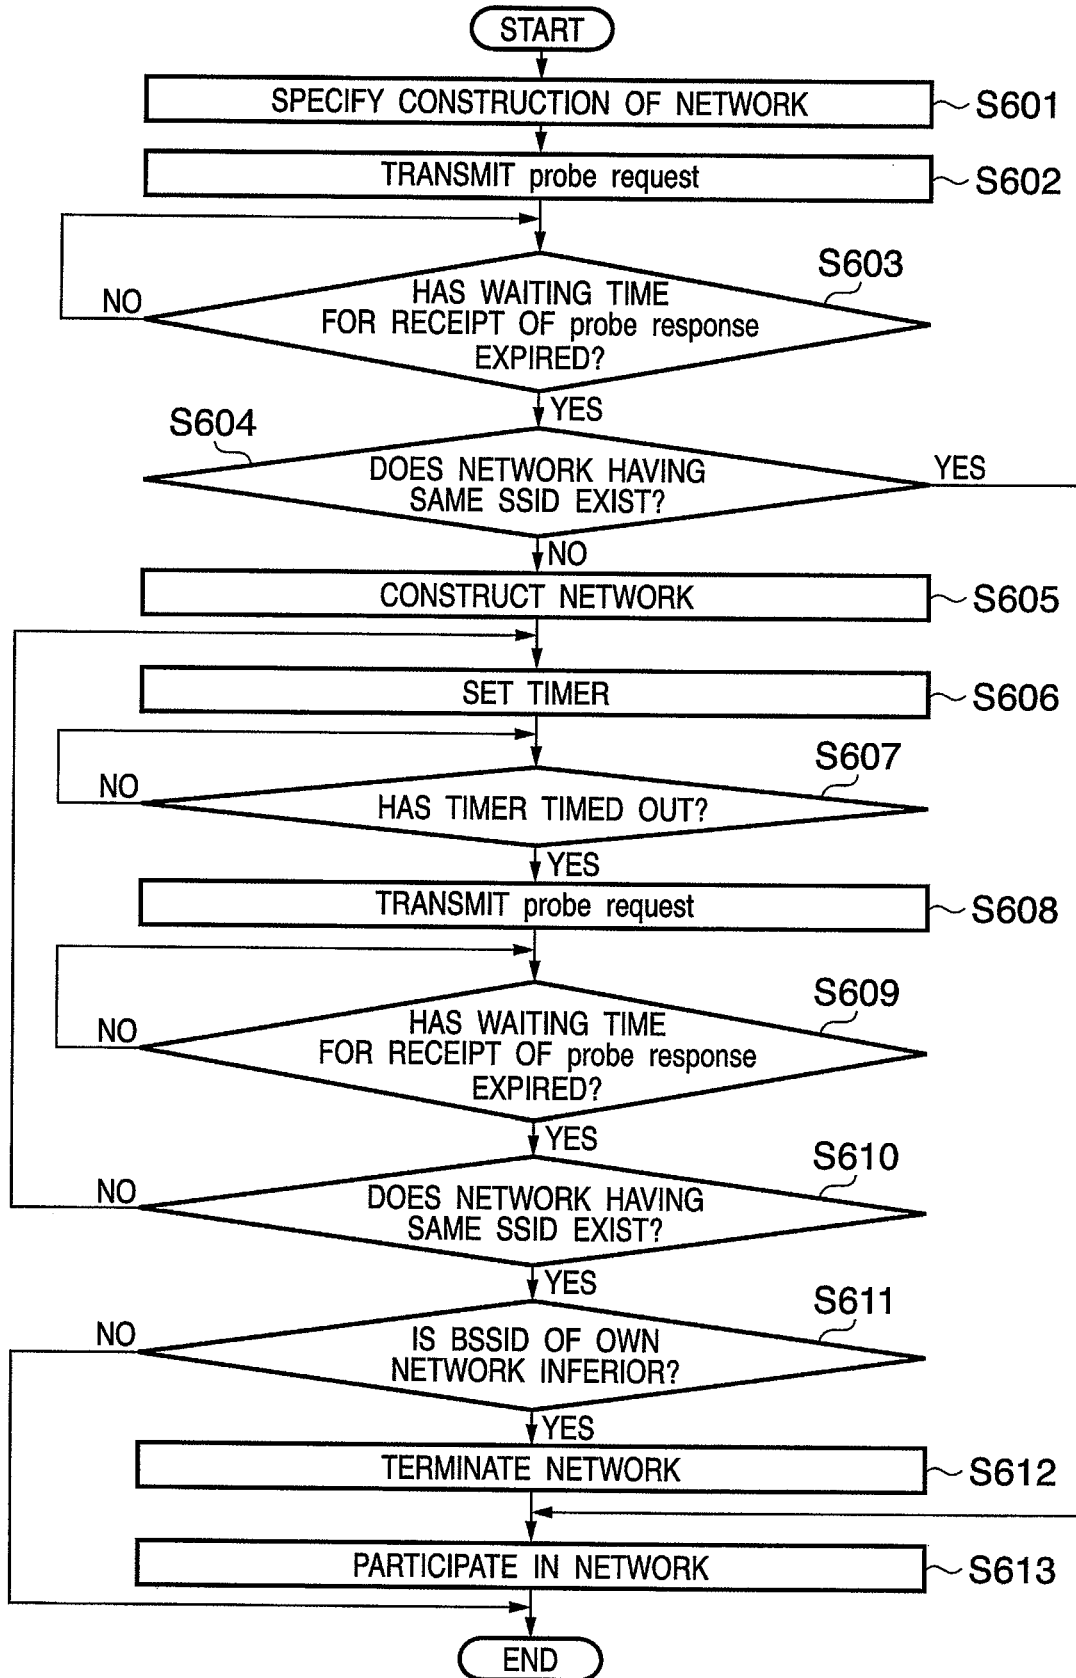 START
SPECIFY CONSTRUCTION OF NETWORK
S601
TRANSMIT probe request
S602
S603
HAS WAITING TIME
FOR RECEIPT OF probe response
EXPIRED?
NO
YES
S604
DOES NETWORK HAVING
SAME SSID EXIST?
YES
NO
CONSTRUCT NETWORK
S605
SET TIMER
S606
S607
HAS TIMER TIMED OUT?
NO
YES
TRANSMIT probe request
S608
S609
HAS WAITING TIME
FOR RECEIPT OF probe response
EXPIRED?
NO
YES
S610
DOES NETWORK HAVING
SAME SSID EXIST?
NO
YES
S611
IS BSSID OF OWN
NETWORK INFERIOR?
NO
YES
TERMINATE NETWORK
S612
PARTICIPATE IN NETWORK
S613
END